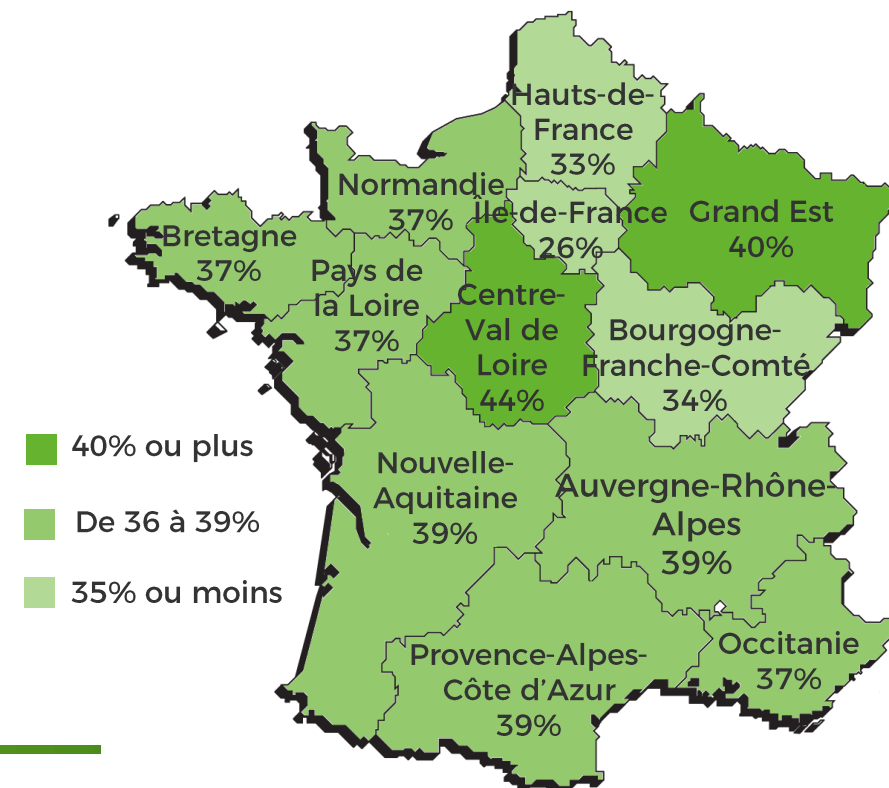 Hauts-de-
France
33%
Normandie
37%
Île-de-France
26%
Grand Est
40%
Bretagne
37%
Pays de
la Loire
37%
Centre-
Val de
Loire
44%
Bourgogne-
Franche-Comté
34%
40% ou plus
De 36 à 39%
35% ou moins
Nouvelle-
Aquitaine
39%
Auvergne-Rhône-
Alpes
39%
Provence-Alpes-
Côte d’Azur
39%
Occitanie
37%